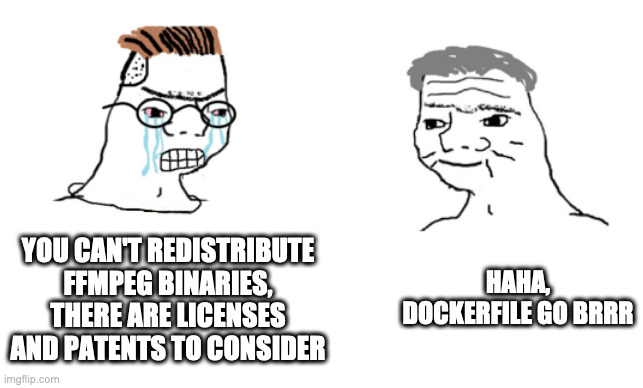 YOU CAN'T REDISTRIBUTE
FFMPEG BINARIES,
THERE ARE LICENSES
AND PATENTS TO CONSIDER
HAHA,
DOCKERFILE GO BRRR
imgflip.com